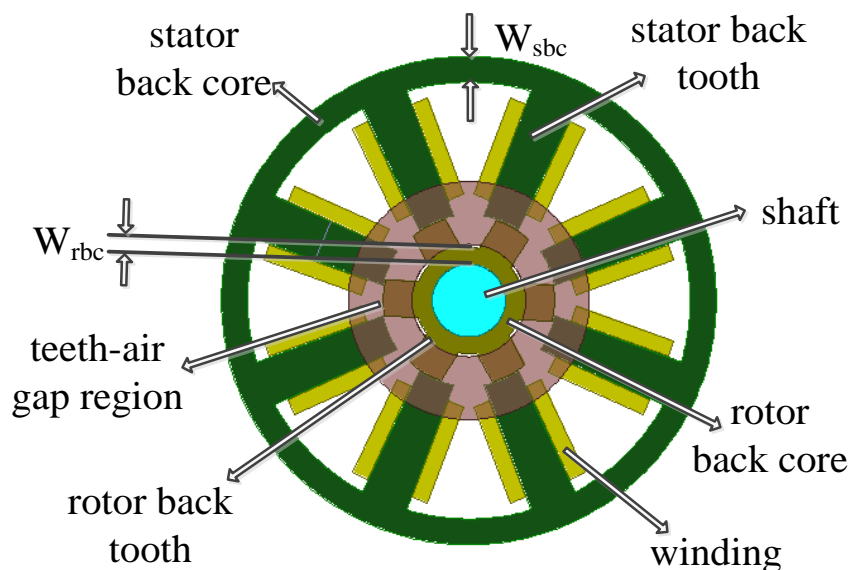 stator
back core
W_sbc
stator back
tooth
shaft
W_rbc
teeth-air
gap region
rotor
back core
rotor back
tooth
winding